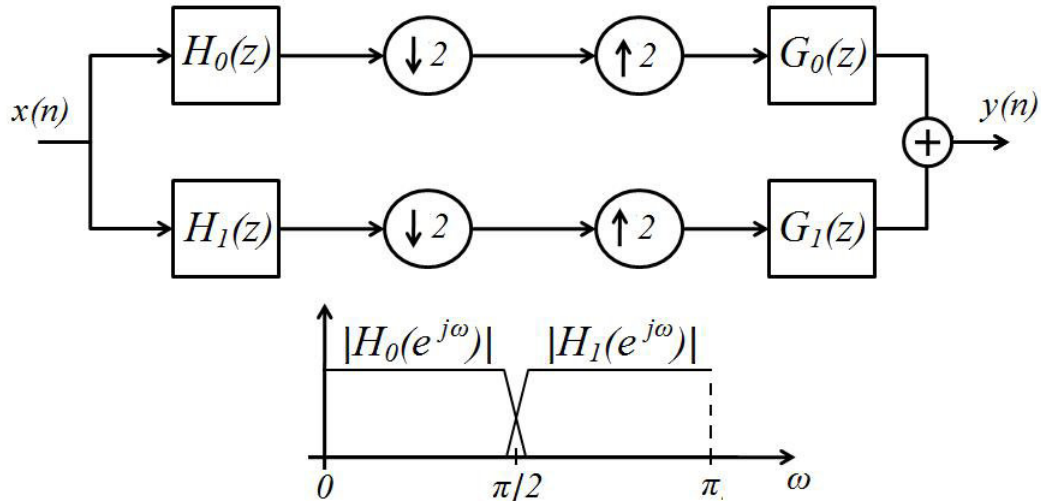 H₀(z) ↓ 2 ↑ 2 G₀(z)
x(n) + y(n)
H₁(z) ↓ 2 ↑ 2 G₁(z)
|H₀(e^{jω})| |H₁(e^{jω})|
0 π/2 π ω